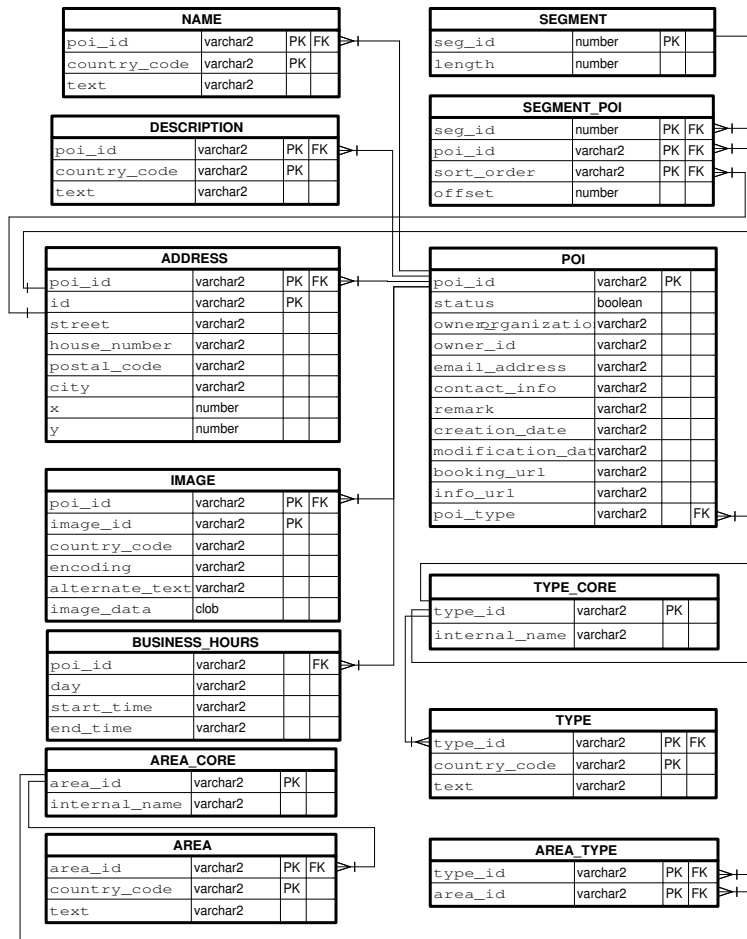 NAME
poi_id varchar2 PK FK
country_code varchar2 PK
text varchar2
DESCRIPTION
poi_id varchar2 PK FK
country_code varchar2 PK
text varchar2
ADDRESS
poi_id varchar2 PK FK
id varchar2 PK
street varchar2
house_number varchar2
postal_code varchar2
city varchar2
x number
y number
IMAGE
poi_id varchar2 PK FK
image_id varchar2 PK
country_code varchar2
encoding varchar2
alternate_text varchar2
image_data clob
BUSINESS_HOURS
poi_id varchar2 FK
day varchar2
start_time varchar2
end_time varchar2
AREA_CORE
area_id varchar2 PK
internal_name varchar2
AREA
area_id varchar2 PK FK
country_code varchar2 PK
text varchar2
SEGMENT
seg_id number PK
length number
SEGMENT_POI
seg_id number PK FK
poi_id varchar2 PK FK
sort_order varchar2 PK FK
offset number
POI
poi_id varchar2 PK
status boolean
owner_organizatio varchar2
owner_id varchar2
email_address varchar2
contact_info varchar2
remark varchar2
creation_date varchar2
modification_dat varchar2
booking_url varchar2
info_url varchar2
poi_type varchar2 FK
TYPE_CORE
type_id varchar2 PK
internal_name varchar2
TYPE
type_id varchar2 PK FK
country_code varchar2 PK
text varchar2
AREA_TYPE
type_id varchar2 PK FK
area_id varchar2 PK FK